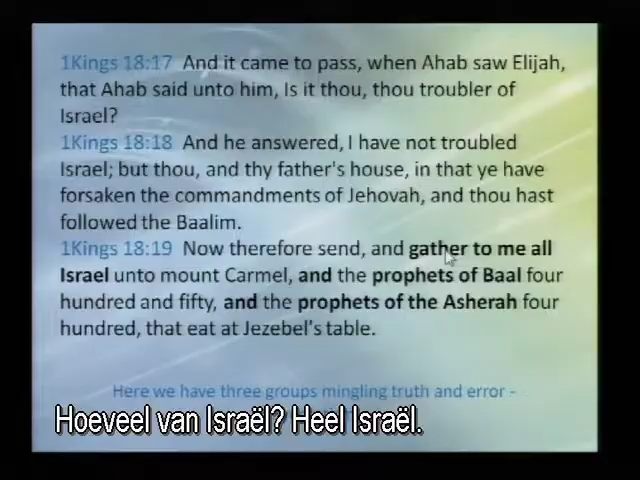 1Kings 18:17 And it came to pass, when Ahab saw Elijah,
that Ahab said unto him, Is it thou, thou troubler of
Israel?
1Kings 18:18 And he answered, I have not troubled
Israel; but thou, and thy father's house, in that ye have
forsaken the commandments of Jehovah, and thou hast
followed the Baalim.
1Kings 18:19 Now therefore send, and gather to me all
Israel unto mount Carmel, and the prophets of Baal four
hundred and fifty, and the prophets of the Asherah four
hundred, that eat at Jezebel's table.
Here we have three groups mingling truth and error -
Hoeveel van Israël? Heel Israël.